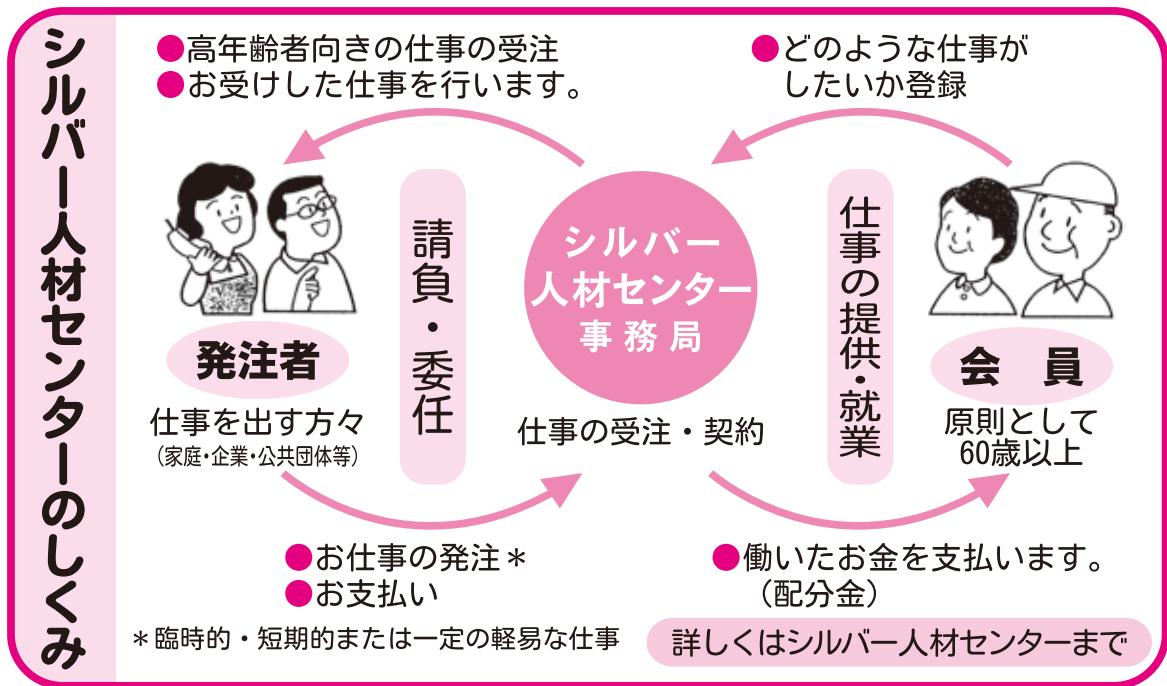 シルバー人材センターのしくみ
●高年齢者向きの仕事の受注
●お受けした仕事を行います。
●どのような仕事が
したいか登録
発注者
仕事を出す方々
（家庭・企業・公共団体等）
請負・委任
シルバー
人材センター
事務局
仕事の受注・契約
仕事の提供・就業
会　員
原則として
60歳以上
●お仕事の発注＊
●お支払い
●働いたお金を支払います。
（配分金）
＊臨時的・短期的または一定の軽易な仕事
詳しくはシルバー人材センターまで